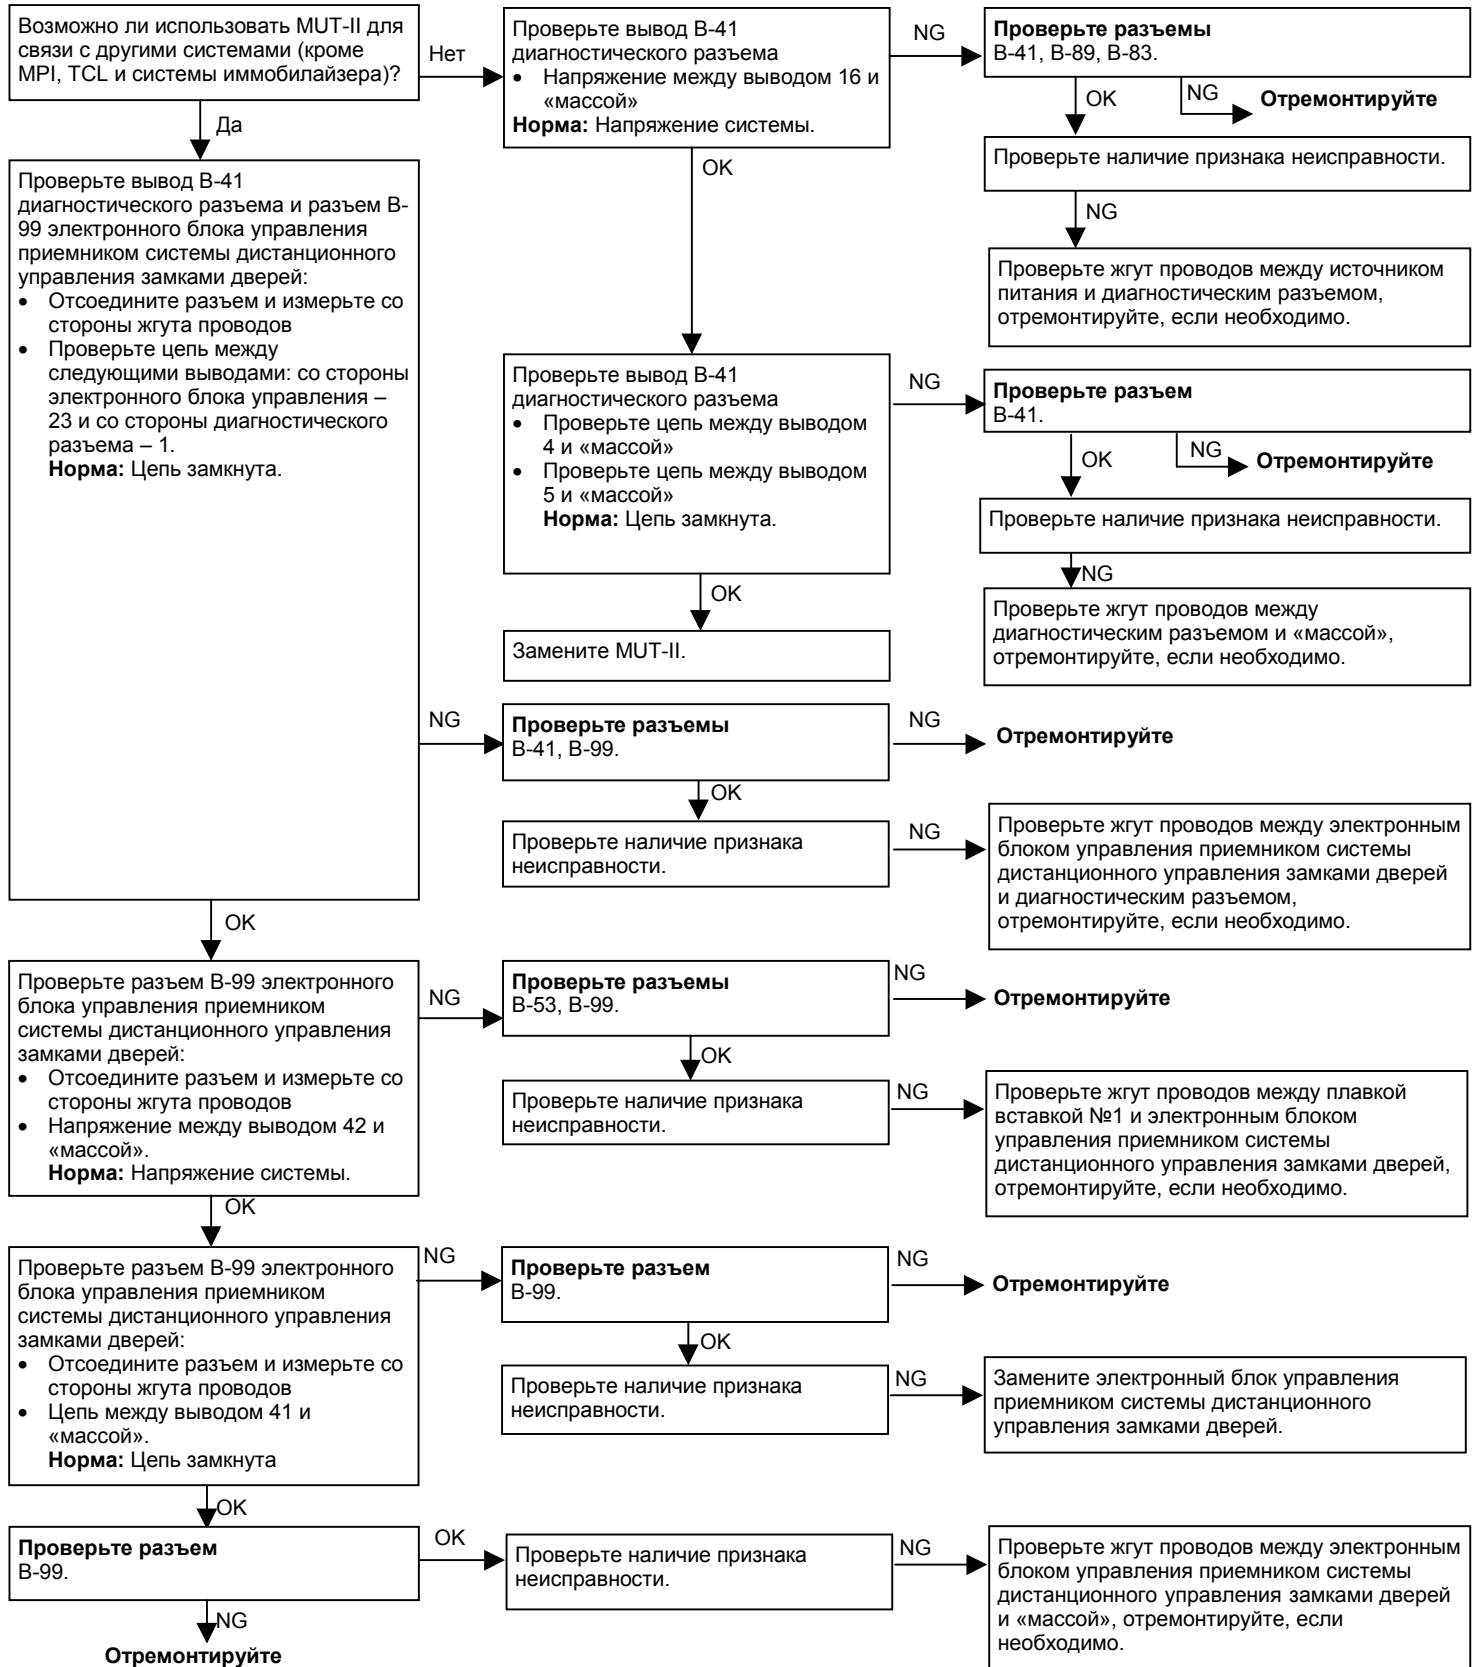 Возможно ли использовать MUT-II для
связи с другими системами (кроме
MPI, TCL и системы иммобилайзера)?
Нет
Проверьте вывод В-41
диагностического разъема
• Напряжение между выводом 16 и
«массой»
Норма: Напряжение системы.
NG
Проверьте разъемы
В-41, В-89, В-83.
OK
NG
Отремонтируйте
Да
OK
Проверьте наличие признака неисправности.
NG
Проверьте жгут проводов между источником
питания и диагностическим разъемом,
отремонтируйте, если необходимо.
Проверьте вывод В-41
диагностического разъема и разъем В-
99 электронного блока управления
приемником системы дистанционного
управления замками дверей:
• Отсоедините разъем и измерьте со
стороны жгута проводов
• Проверьте цепь между
следующими выводами: со стороны
электронного блока управления –
23 и со стороны диагностического
разъема – 1.
Норма: Цепь замкнута.
Проверьте вывод В-41
диагностического разъема
• Проверьте цепь между выводом
4 и «массой»
• Проверьте цепь между выводом
5 и «массой»
Норма: Цепь замкнута.
NG
Проверьте разъем
В-41.
OK
NG
Отремонтируйте
Проверьте наличие признака неисправности.
NG
Проверьте жгут проводов между
диагностическим разъемом и «массой»,
отремонтируйте, если необходимо.
OK
Замените MUT-II.
NG
Проверьте разъемы
В-41, В-99.
NG
Отремонтируйте
OK
Проверьте наличие признака
неисправности.
NG
Проверьте жгут проводов между электронным
блоком управления приемником системы
дистанционного управления замками дверей
и диагностическим разъемом,
отремонтируйте, если необходимо.
OK
Проверьте разъем В-99 электронного
блока управления приемником
системы дистанционного управления
замками дверей:
• Отсоедините разъем и измерьте со
стороны жгута проводов
• Напряжение между выводом 42 и
«массой».
Норма: Напряжение системы.
NG
Проверьте разъемы
В-53, В-99.
NG
Отремонтируйте
OK
Проверьте наличие признака
неисправности.
NG
Проверьте жгут проводов между плавкой
вставкой №1 и электронным блоком
управления приемником системы
дистанционного управления замками дверей,
отремонтируйте, если необходимо.
OK
Проверьте разъем В-99 электронного
блока управления приемником
системы дистанционного управления
замками дверей:
• Отсоедините разъем и измерьте со
стороны жгута проводов
• Цепь между выводом 41 и
«массой».
Норма: Цепь замкнута
NG
Проверьте разъем
В-99.
NG
Отремонтируйте
OK
Проверьте наличие признака
неисправности.
NG
Замените электронный блок управления
приемником системы дистанционного
управления замками дверей.
OK
Проверьте разъем
В-99.
OK
Проверьте наличие признака
неисправности.
NG
Проверьте жгут проводов между электронным
блоком управления приемником системы
дистанционного управления замками дверей
и «массой», отремонтируйте, если
необходимо.
NG
Отремонтируйте